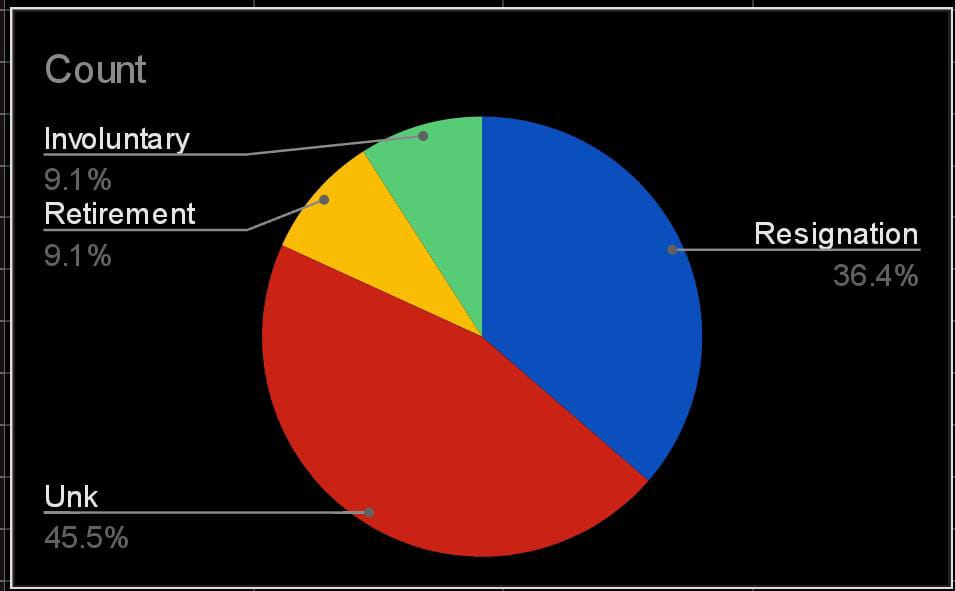 Count
Involuntary
9.1%
Retirement
9.1%
Resignation
36.4%
Unk
45.5%